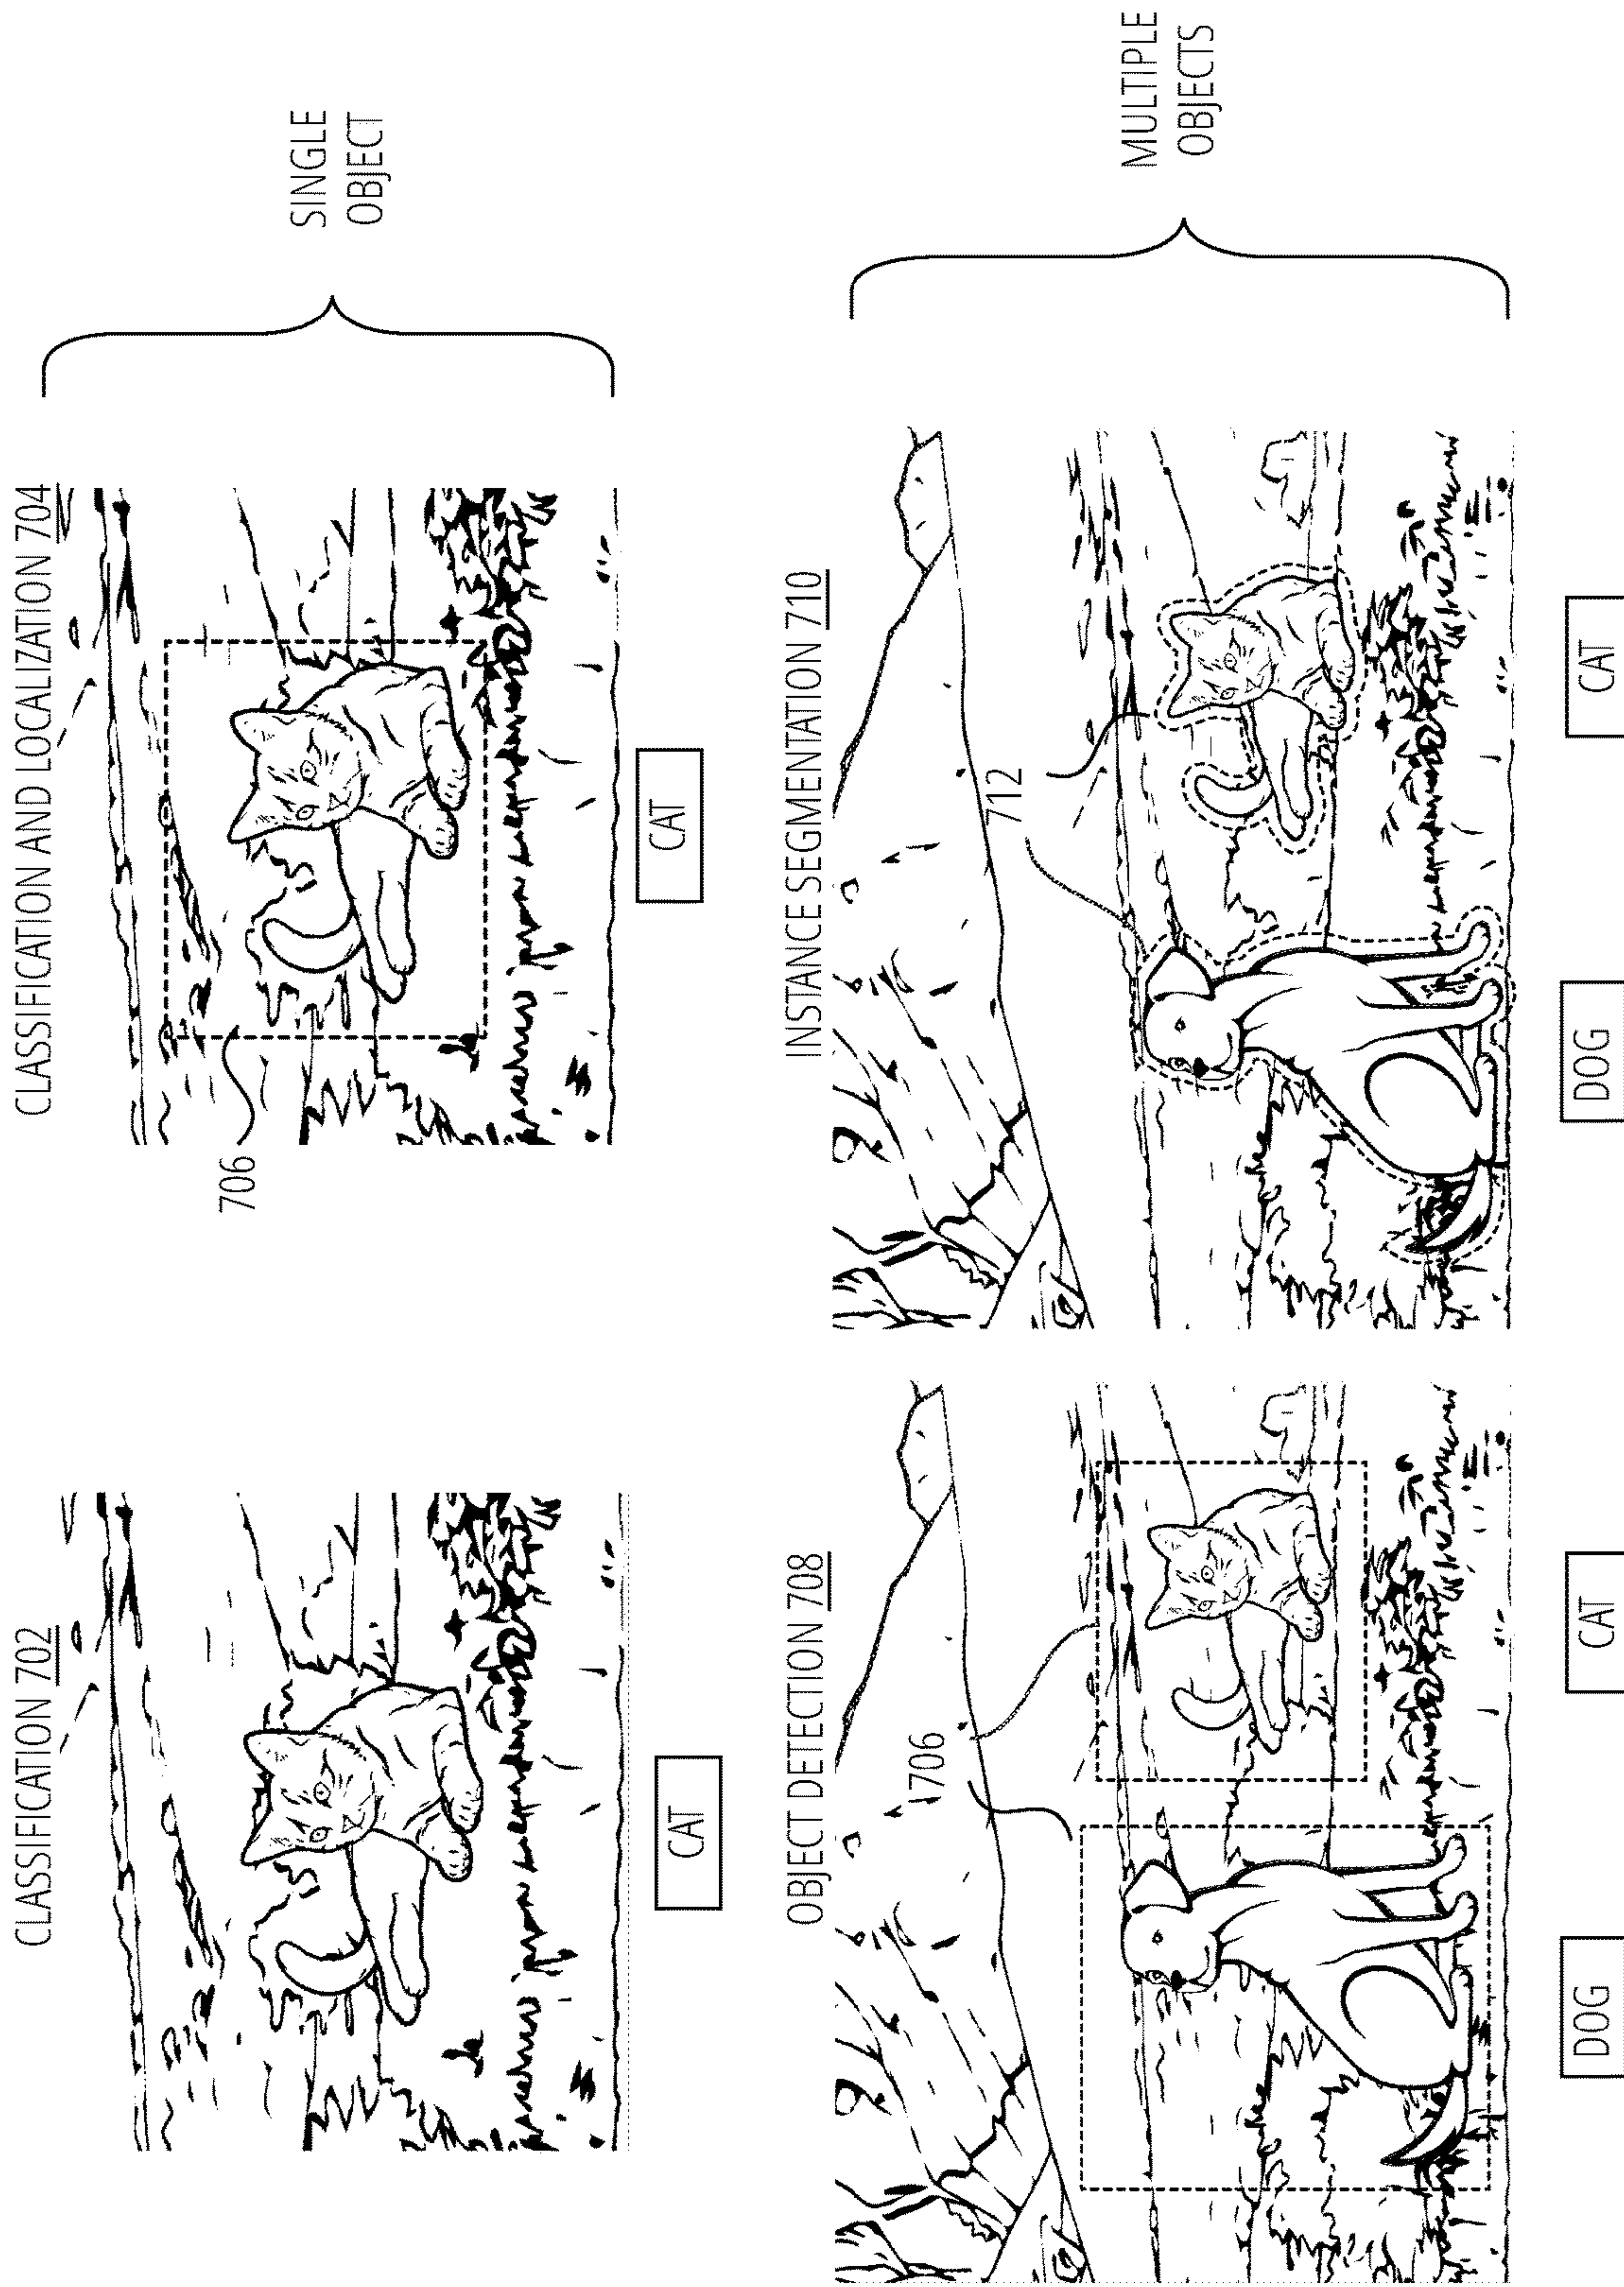 CLASSIFICATION 702
CLASSIFICATION AND LOCALIZATION 704
706
SINGLE
OBJECT
CAT
CAT
OBJECT DETECTION 708
INSTANCE SEGMENTATION 710
706
712
MULTIPLE
OBJECTS
DOG
CAT
DOG
CAT